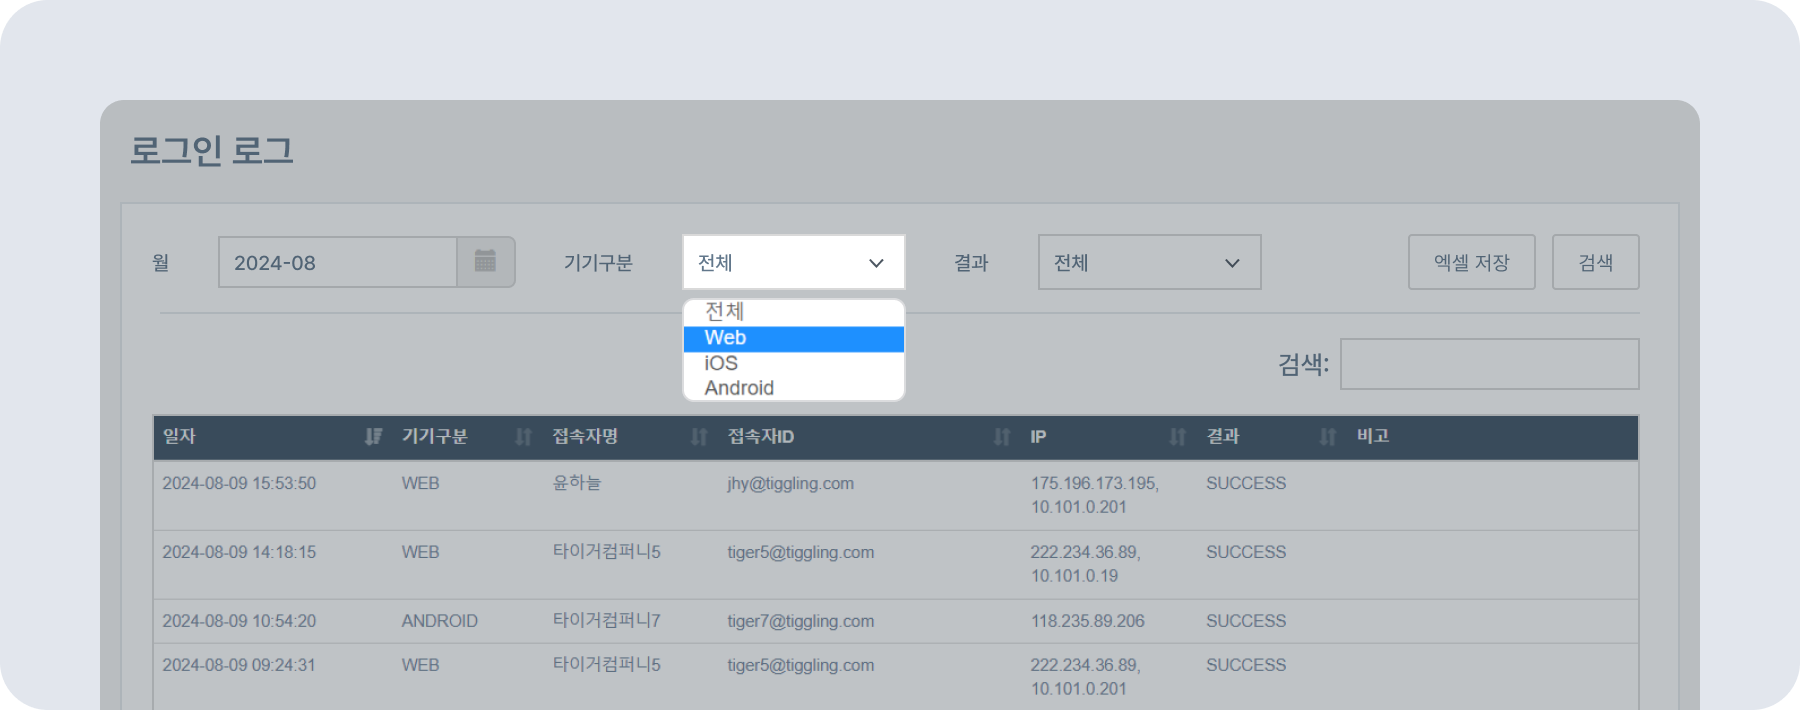 로그인 로그
월 2024-08 기기구분 전체 결과 전체 엑셀 저장 검색
전체
Web
iOS
Android
검색:
일자 기기구분 접속자명 접속자ID IP 결과 비고
2024-08-09 15:53:50 WEB 윤하늘 jhy@tiggling.com 175.196.173.195, SUCCESS
10.101.0.201
2024-08-09 14:18:15 WEB 타이거컴퍼니5 tiger5@tiggling.com 222.234.36.89, SUCCESS
10.101.0.19
2024-08-09 10:54:20 ANDROID 타이거컴퍼니7 tiger7@tiggling.com 118.235.89.206 SUCCESS
2024-08-09 09:24:31 WEB 타이거컴퍼니5 tiger5@tiggling.com 222.234.36.89, SUCCESS
10.101.0.201